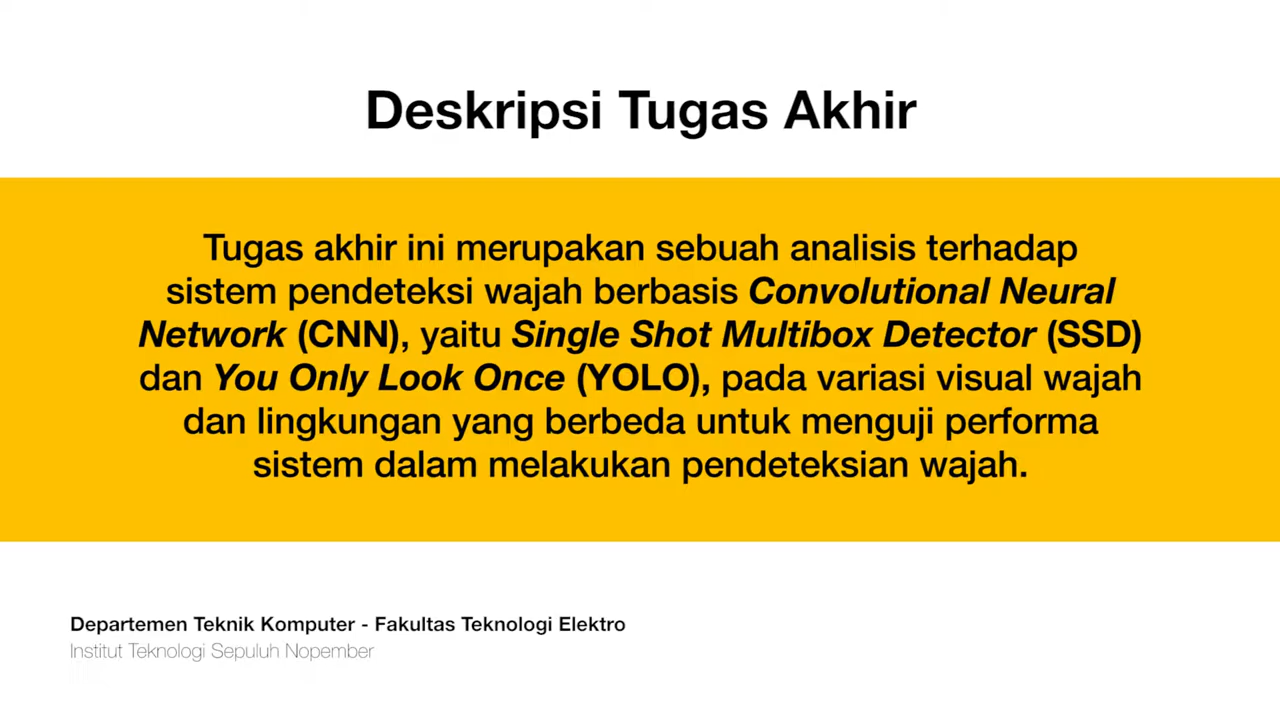 Deskripsi Tugas Akhir
Tugas akhir ini merupakan sebuah analisis terhadap
sistem pendeteksi wajah berbasis Convolutional Neural
Network (CNN), yaitu Single Shot Multibox Detector (SSD)
dan You Only Look Once (YOLO), pada variasi visual wajah
dan lingkungan yang berbeda untuk menguji performa
sistem dalam melakukan pendeteksian wajah.
Departemen Teknik Komputer - Fakultas Teknologi Elektro
Institut Teknologi Sepuluh Nopember